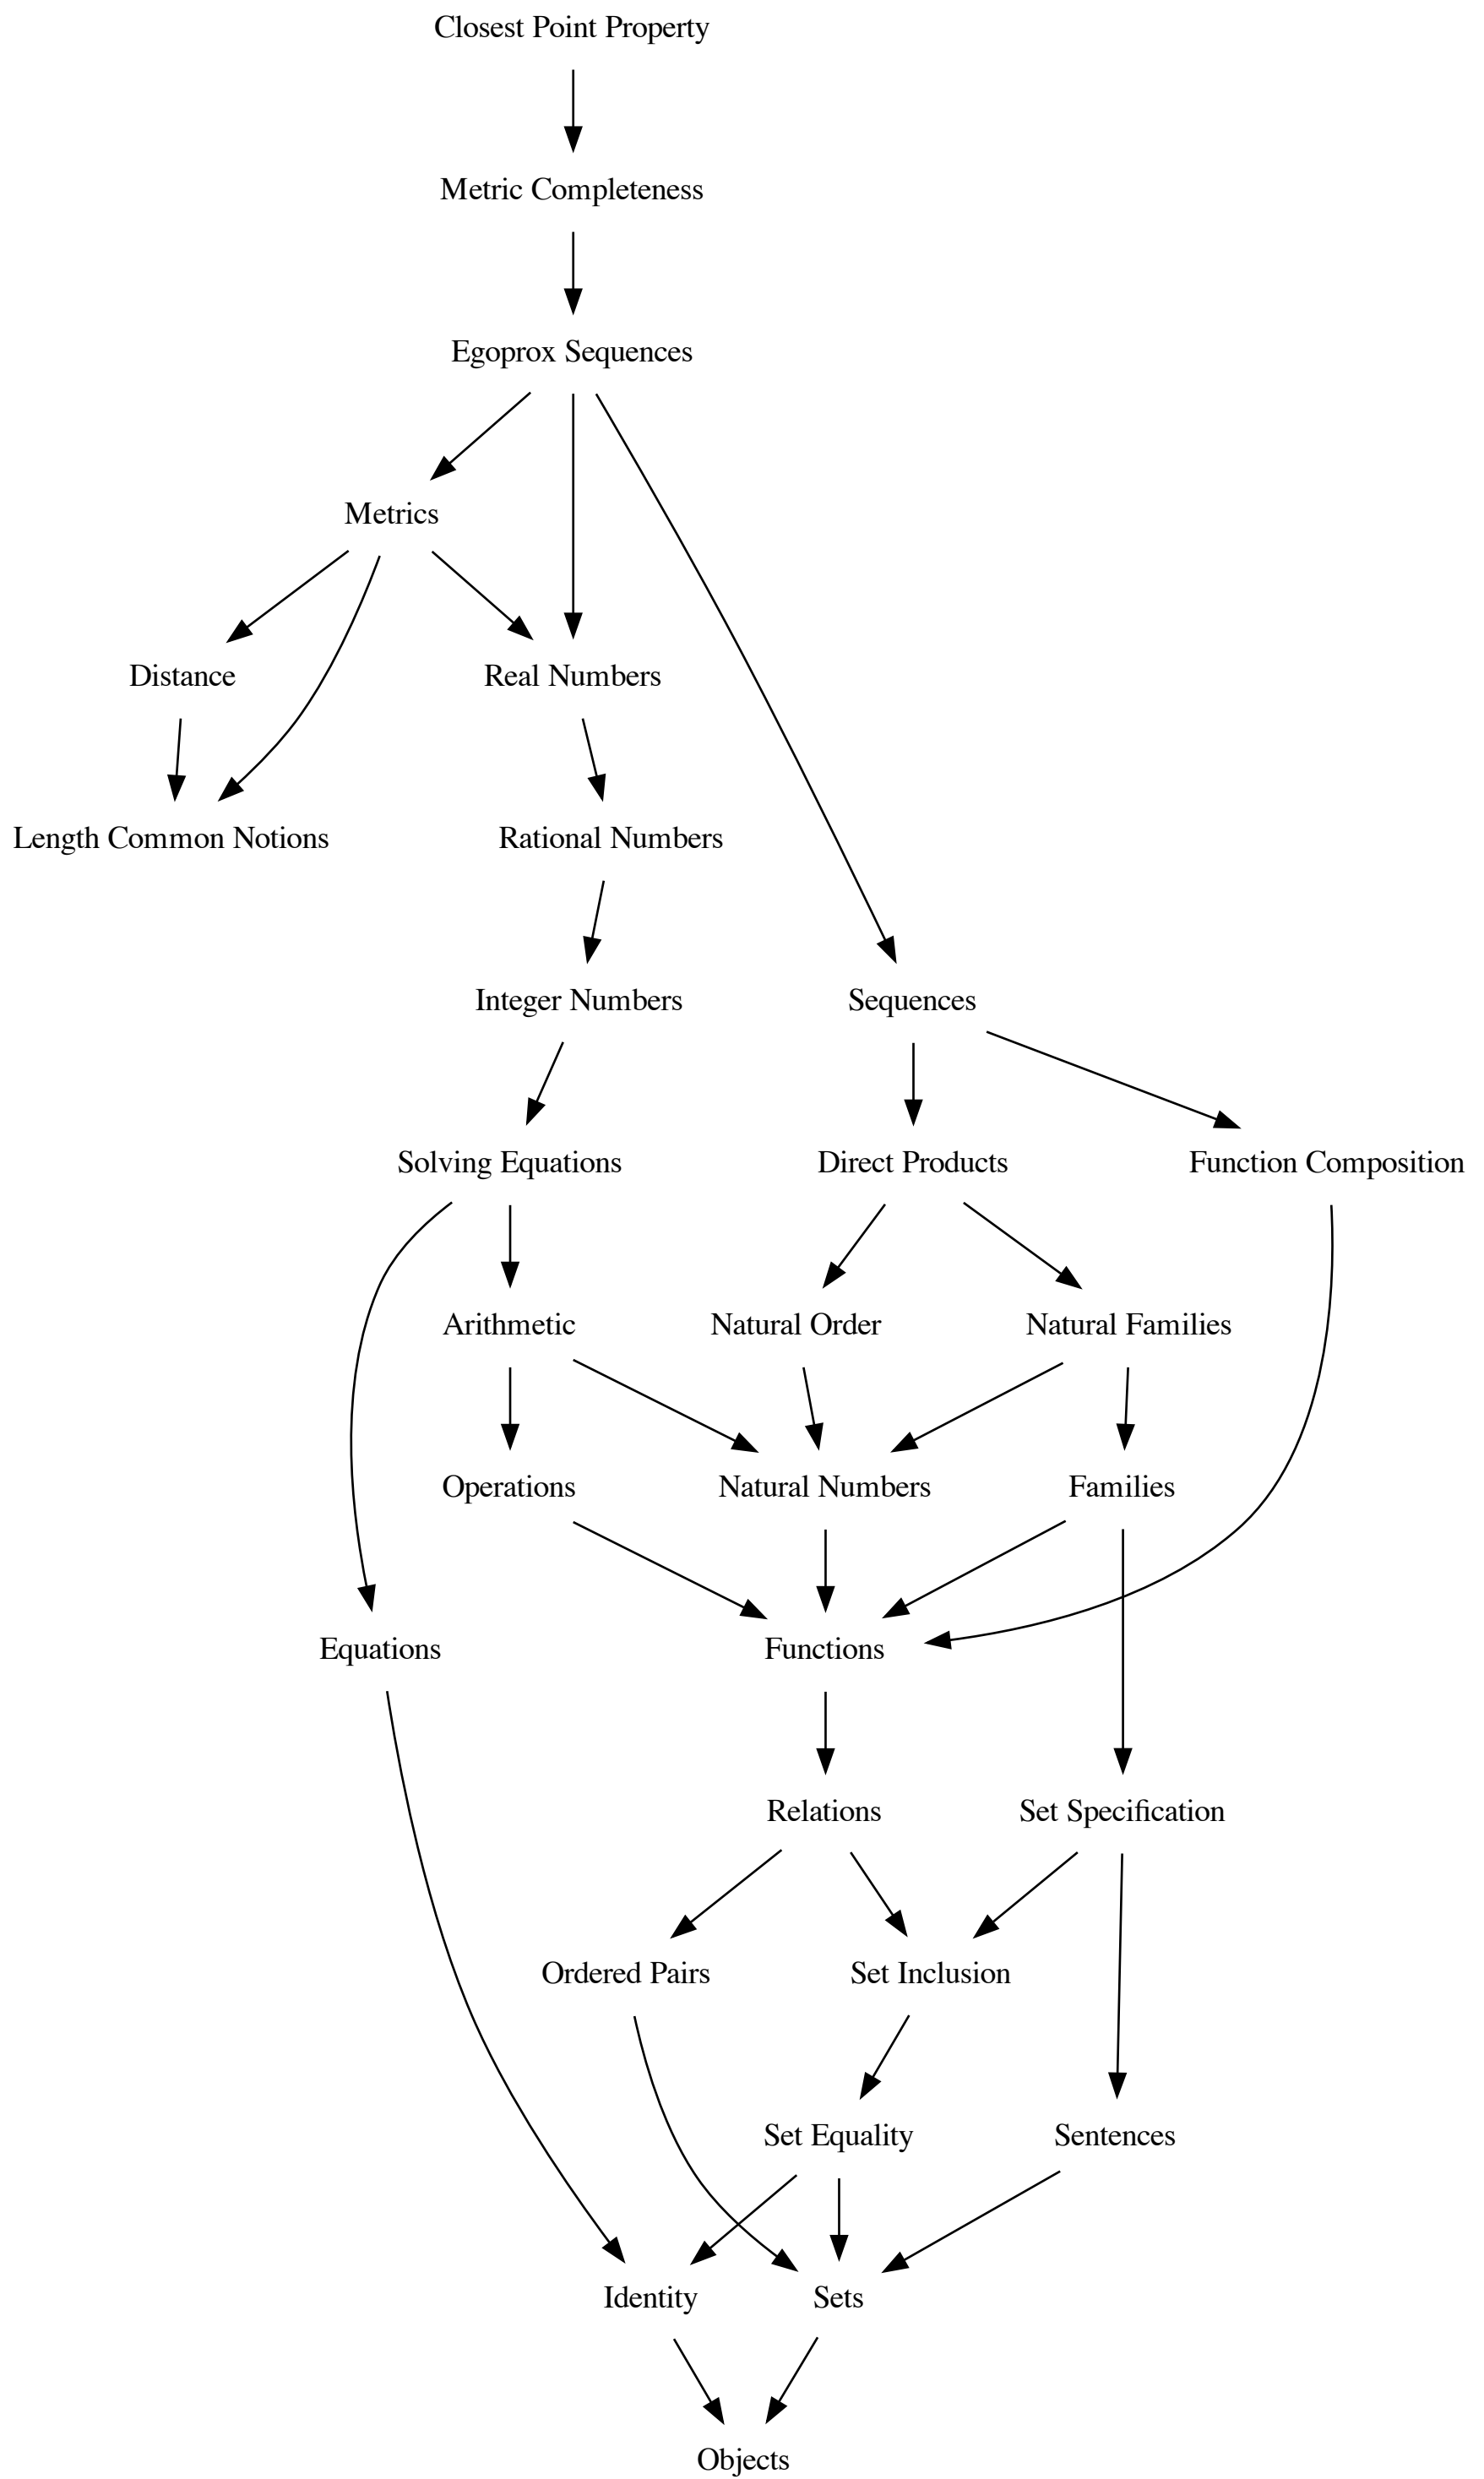 Closest Point Property
Metric Completeness
Egoprox Sequences
Metrics
Distance
Real Numbers
Length Common Notions
Rational Numbers
Integer Numbers
Sequences
Solving Equations
Direct Products
Function Composition
Arithmetic
Natural Order
Natural Families
Operations
Natural Numbers
Families
Equations
Functions
Relations
Set Specification
Ordered Pairs
Set Inclusion
Set Equality
Sentences
Identity
Sets
Objects